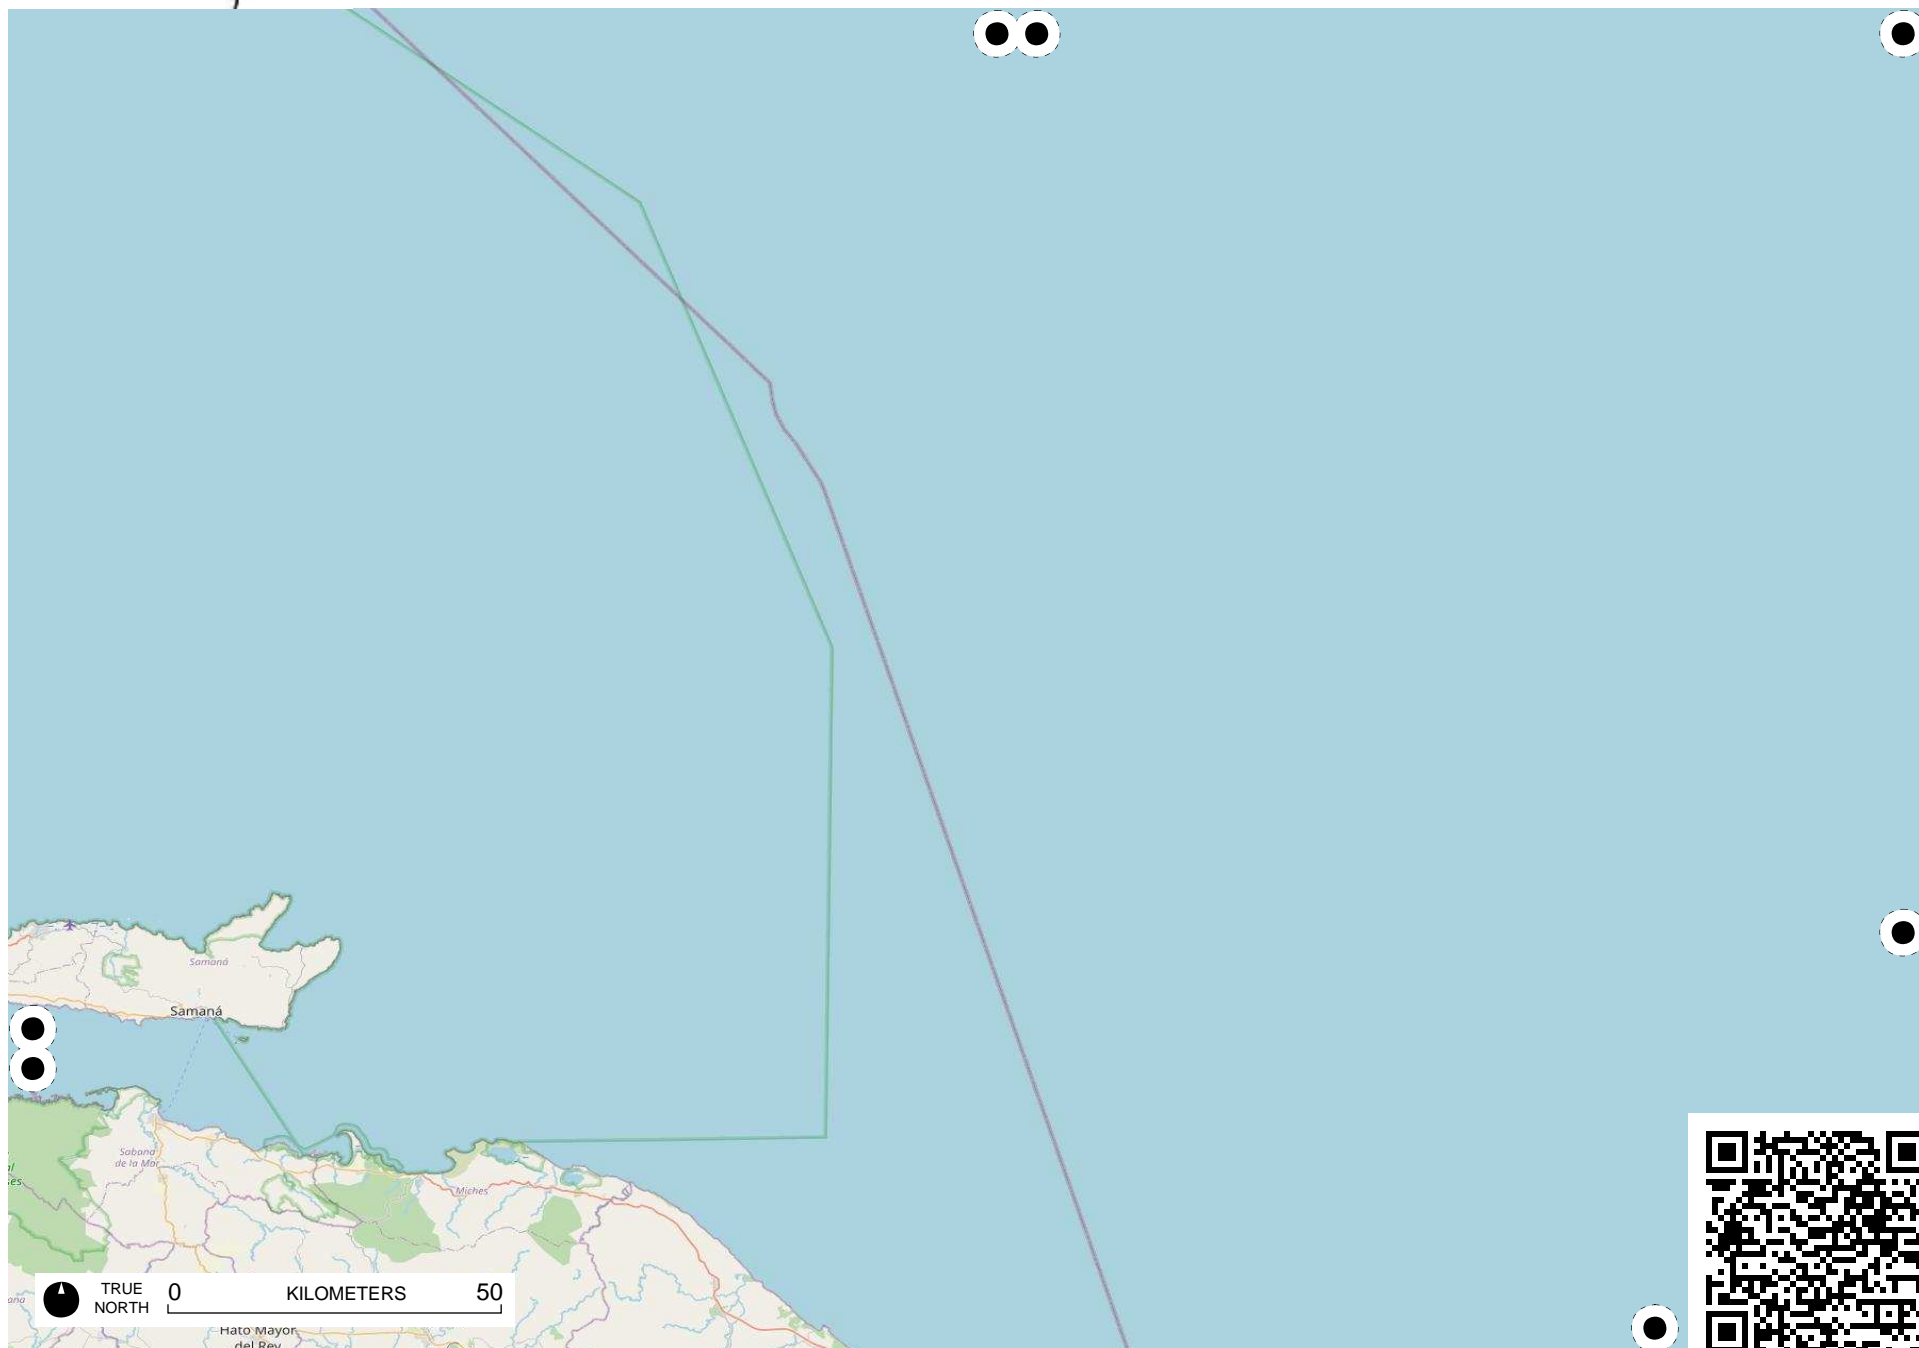 Samaná
Samaná
Sabana
de la Mar
Miches
TRUE
NORTH
0
KILOMETERS
50
Hato Mayor
del Rey